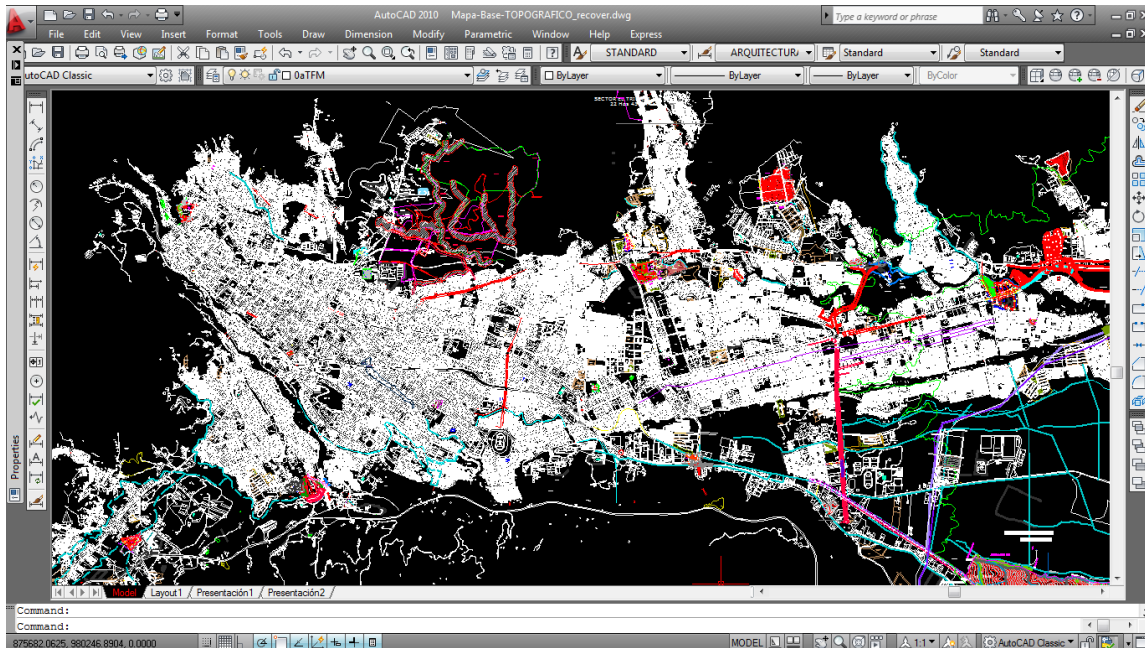 AutoCAD 2010 Mapa-Base-TOPOGRAFICO_recover.dwg
Type a keyword or phrase
File Edit View Insert Format Tools Draw Dimension Modify Parametric Window Help Express
STANDARD ARQUITECTURA Standard Standard
utoCAD Classic 0aTFM ByLayer ByLayer ByLayer ByColor
Properties
Model Layout1 Presentación1 Presentación2
Command:
Command:
875682.0625, 980246.8904, 0.0000 MODEL 1:1 AutoCAD Classic